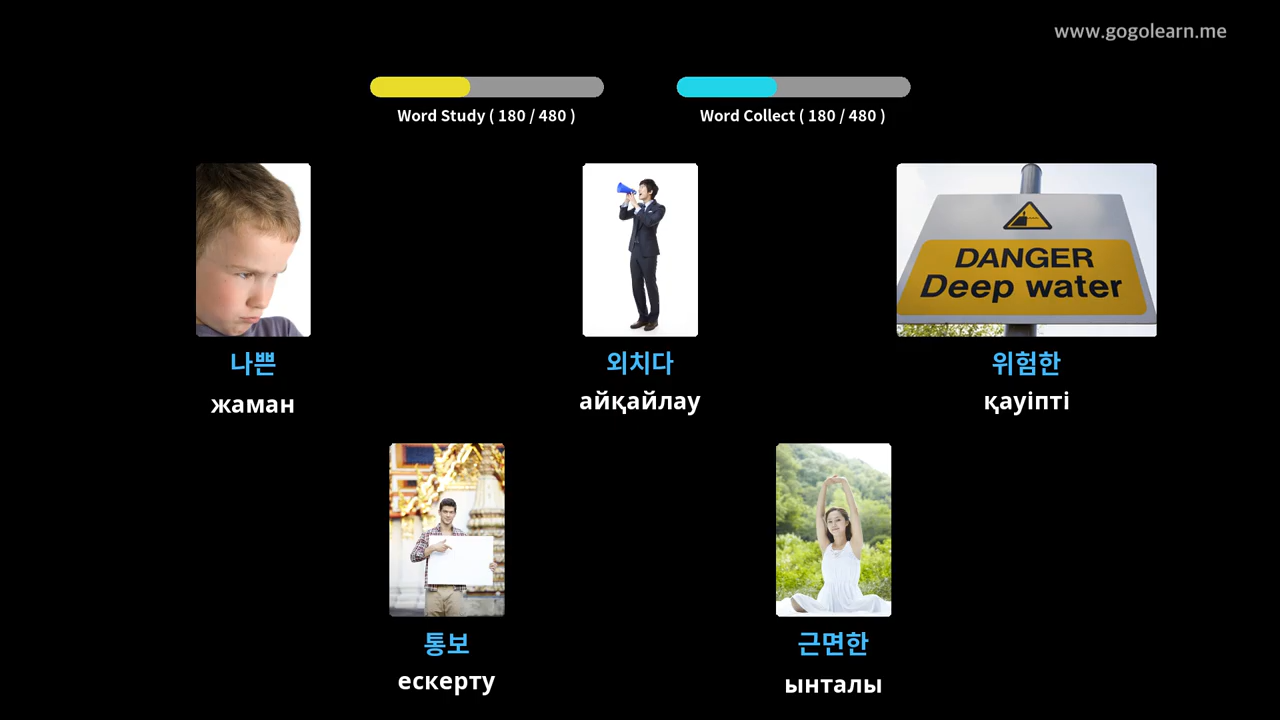 www.gogolearn.me
Word Study ( 180 / 480 )
Word Collect ( 180 / 480 )
DANGER
Deep water
나쁜
외치다
위험한
жаман
айқайлау
қауіпті
통보
근면한
ескерту
ынталы